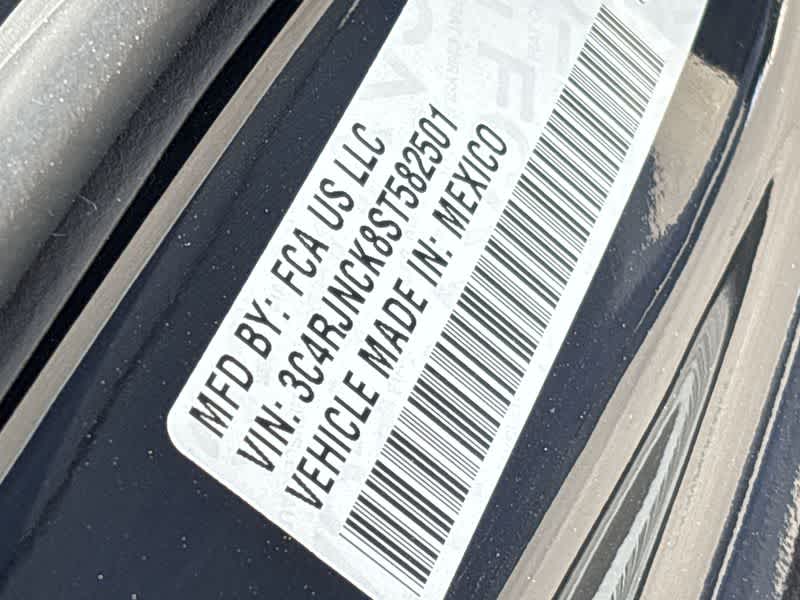 MFD BY: FCA US LLC
VIN: 3C4RJNCK8ST582501
VEHICLE MADE IN: MEXICO